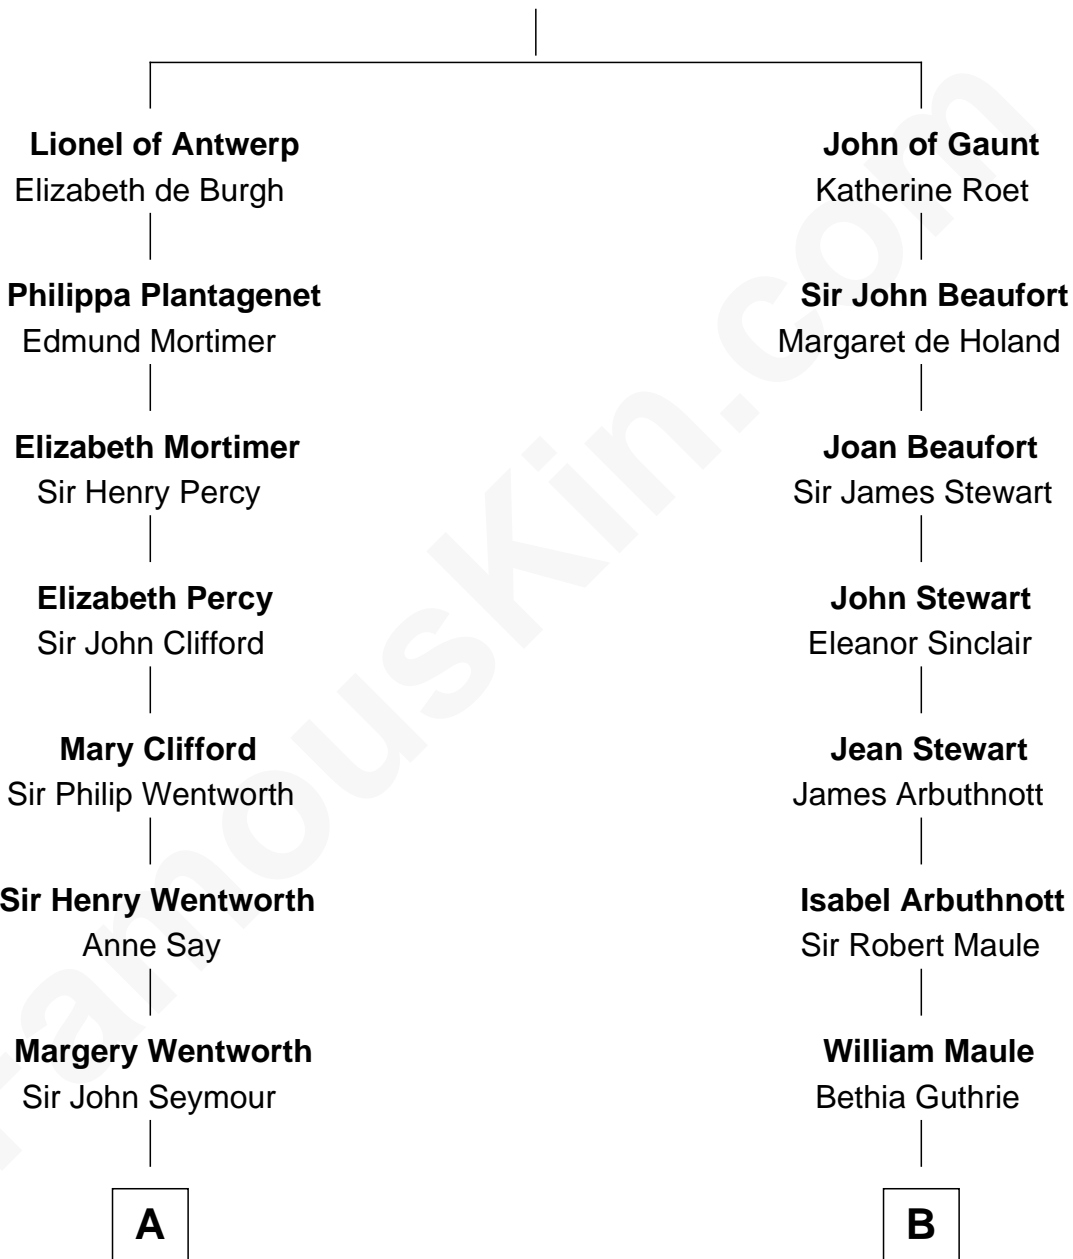 Lionel of Antwerp
Elizabeth de Burgh
Philippa Plantagenet
Edmund Mortimer
Elizabeth Mortimer
Sir Henry Percy
Elizabeth Percy
Sir John Clifford
Mary Clifford
Sir Philip Wentworth
Sir Henry Wentworth
Anne Say
Margery Wentworth
Sir John Seymour
A
John of Gaunt
Katherine Roet
Sir John Beaufort
Margaret de Holand
Joan Beaufort
Sir James Stewart
John Stewart
Eleanor Sinclair
Jean Stewart
James Arbuthnott
Isabel Arbuthnott
Sir Robert Maule
William Maule
Bethia Guthrie
B
FamousKin.com